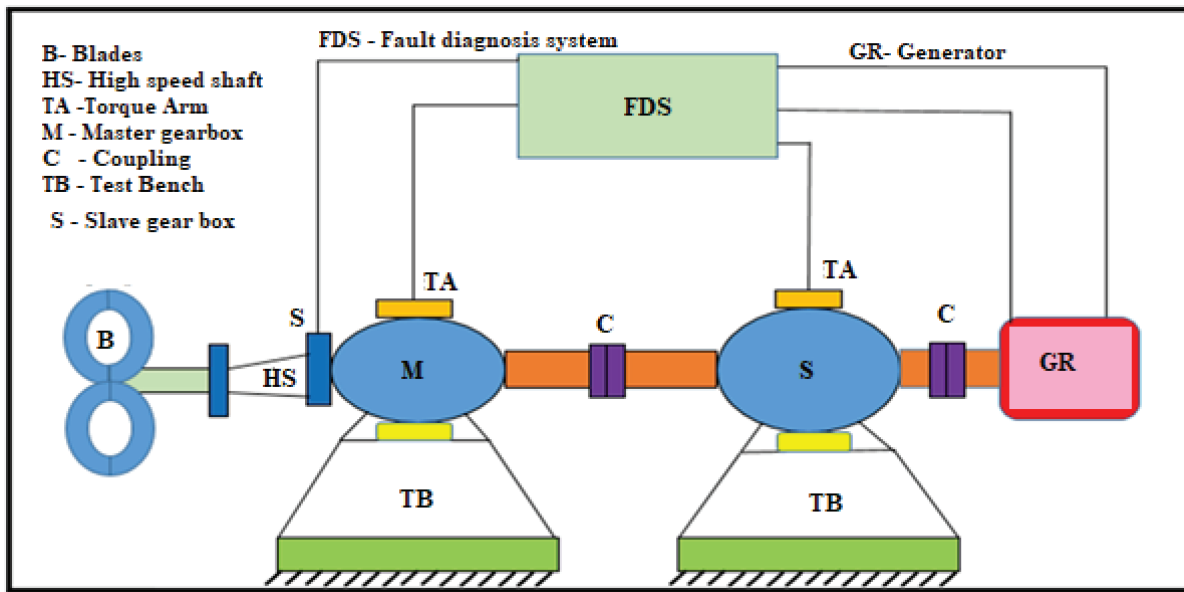 B- Blades
HS- High speed shaft
TA -Torque Arm
M - Master gearbox
C - Coupling
TB - Test Bench
S - Slave gear box
FDS - Fault diagnosis system
GR- Generator
FDS
TA
TA
S
C
C
B
HS
M
S
GR
TB
TB